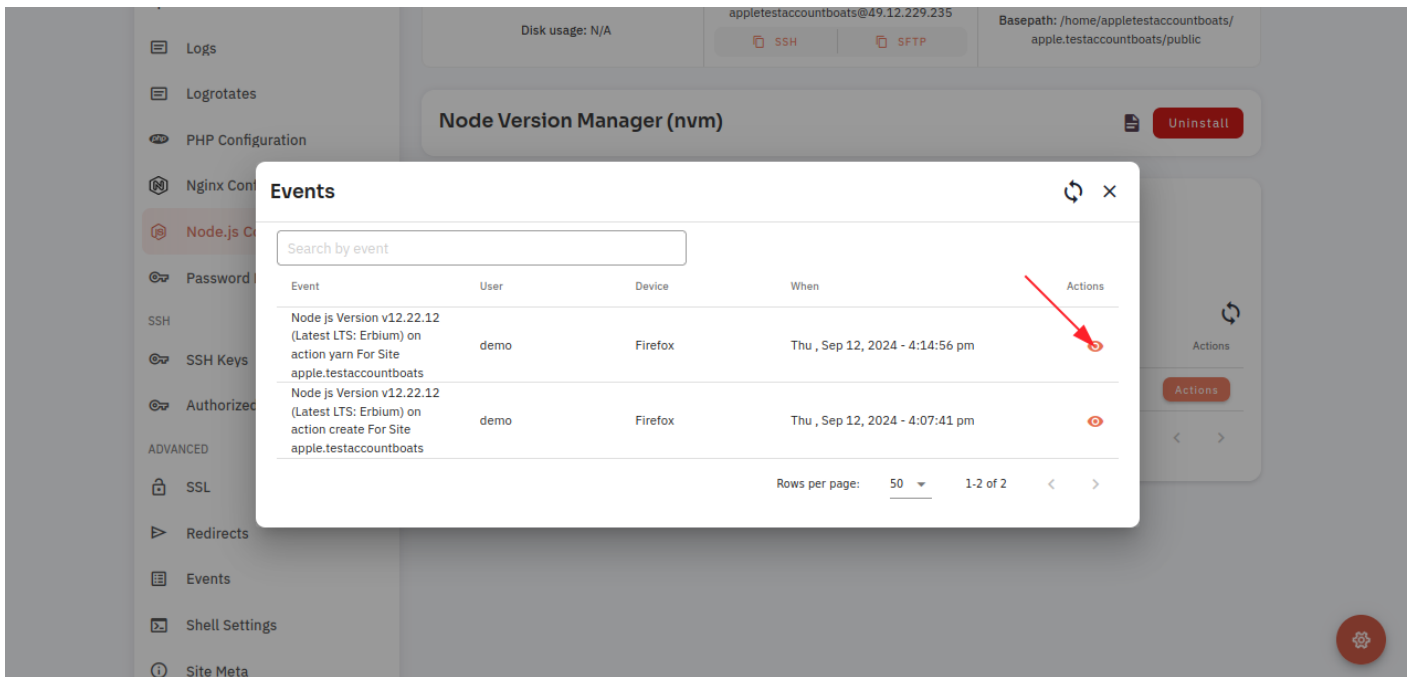 Logs
Logrotates
PHP Configuration
Nginx Conf
Node.js Co
Password
SSH
SSH Keys
Authorized
ADVANCED
SSL
Redirects
Events
Shell Settings
Site Meta
Disk usage: N/A
appletestaccountboats@49.12.229.235
SSH
SFTP
Basepath: /home/appletestaccountboats/
apple.testaccountboats/public
Node Version Manager (nvm)
Uninstall
Events
Search by event
Event User Device When Actions
Node js Version v12.22.12
(Latest LTS: Erbium) on
action yarn For Site
apple.testaccountboats
demo
Firefox
Thu , Sep 12, 2024 - 4:14:56 pm
Node js Version v12.22.12
(Latest LTS: Erbium) on
action create For Site
apple.testaccountboats
demo
Firefox
Thu , Sep 12, 2024 - 4:07:41 pm
Rows per page: 50 1-2 of 2
Actions
Actions